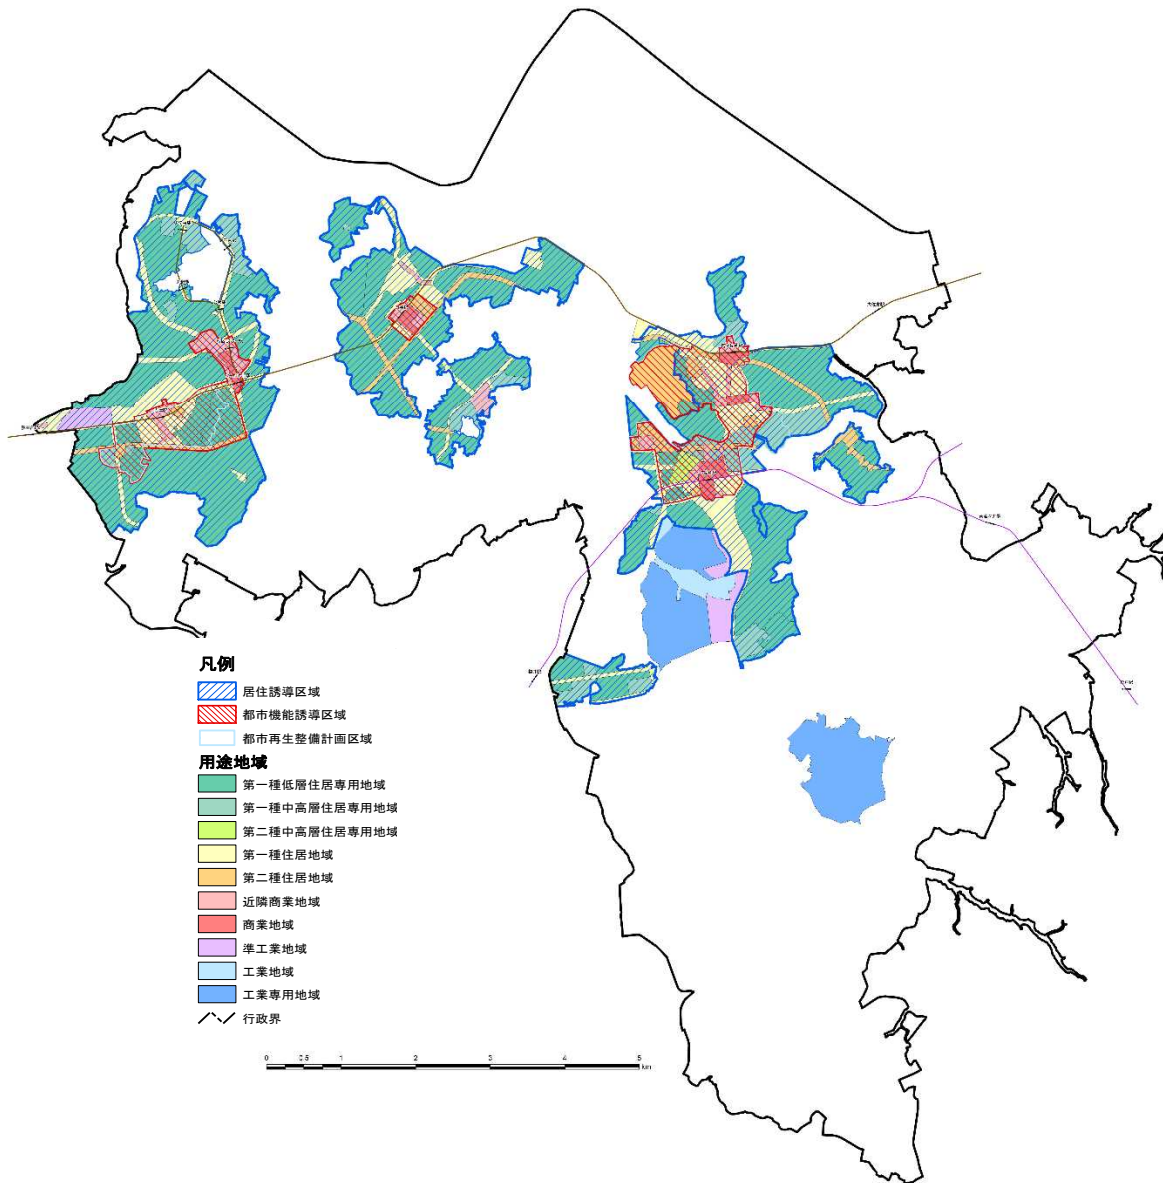 凡例
居住誘導区域
都市機能誘導区域
都市再生整備計画区域
用途地域
第一種低層住居専用地域
第一種中高層住居専用地域
第二種中高層住居専用地域
第一種住居地域
第二種住居地域
近隣商業地域
商業地域
準工業地域
工業地域
工業専用地域
行政界
0 0.5 1 2 3 4 5
km